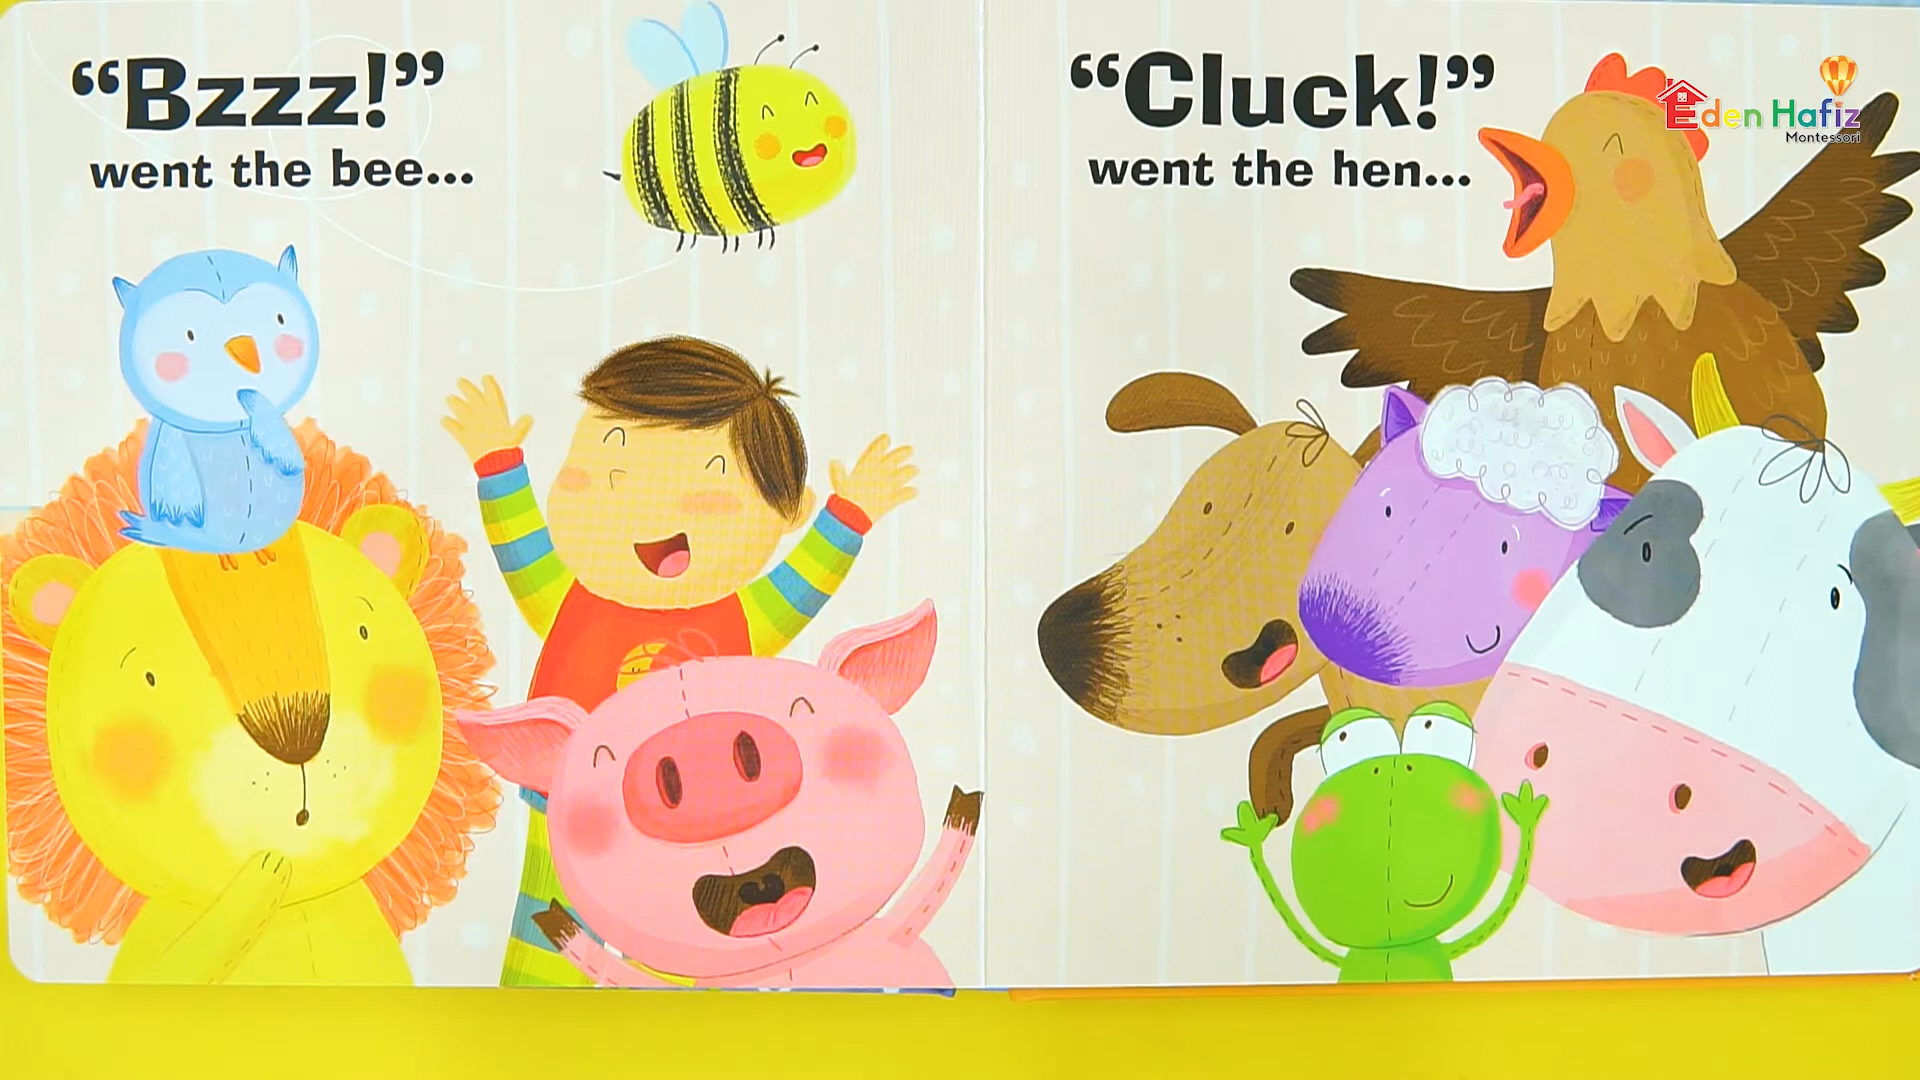 “Bzzz!”
went the bee...
“Cluck!”
went the hen...
Eden Hafiz
Montessori